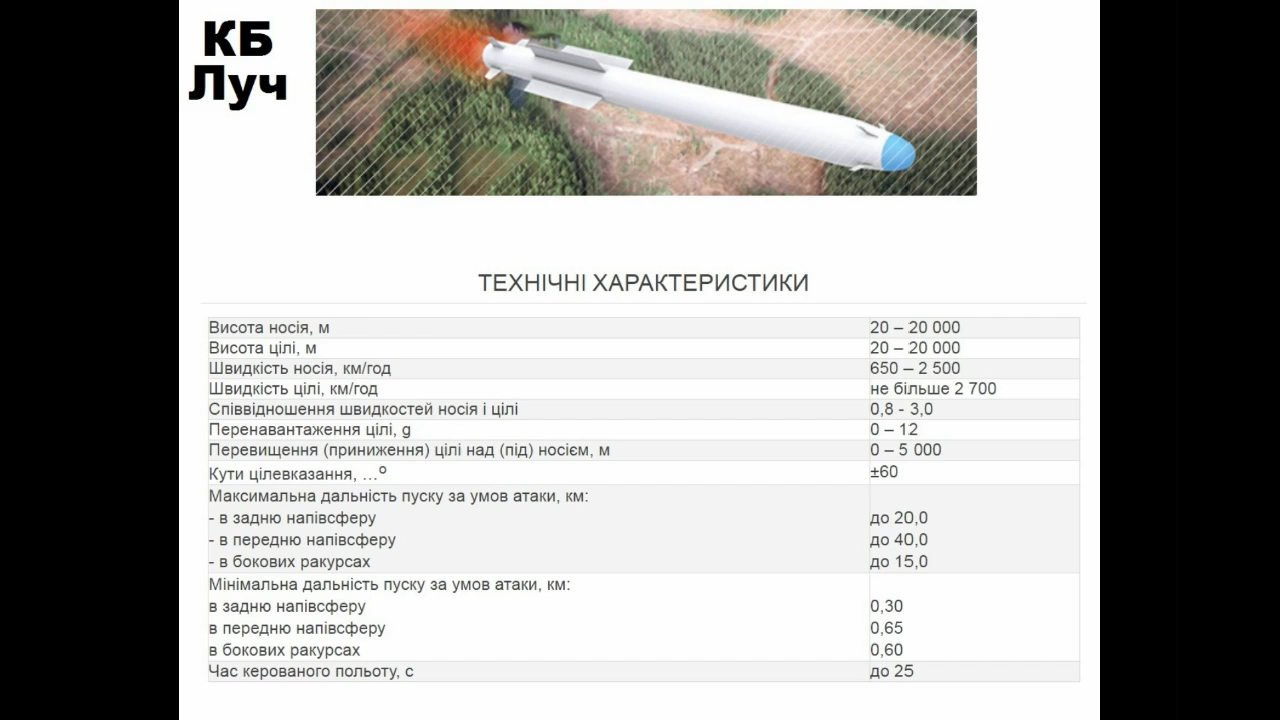 КБ
Луч
ТЕХНІЧНІ ХАРАКТЕРИСТИКИ
Висота носія, м 20 – 20 000
Висота цілі, м 20 – 20 000
Швидкість носія, км/год 650 – 2 500
Швидкість цілі, км/год не більше 2 700
Співвідношення швидкостей носія і цілі 0,8 - 3,0
Перенавантаження цілі, g 0 – 12
Перевищення (приниження) цілі над (під) носієм, м 0 – 5 000
Кути цілевказання, …º ±60
Максимальна дальність пуску за умов атаки, км:
- в задню напівсферу до 20,0
- в передню напівсферу до 40,0
- в бокових ракурсах до 15,0
Мінімальна дальність пуску за умов атаки, км:
в задню напівсферу 0,30
в передню напівсферу 0,65
в бокових ракурсах 0,60
Час керованого польоту, с до 25